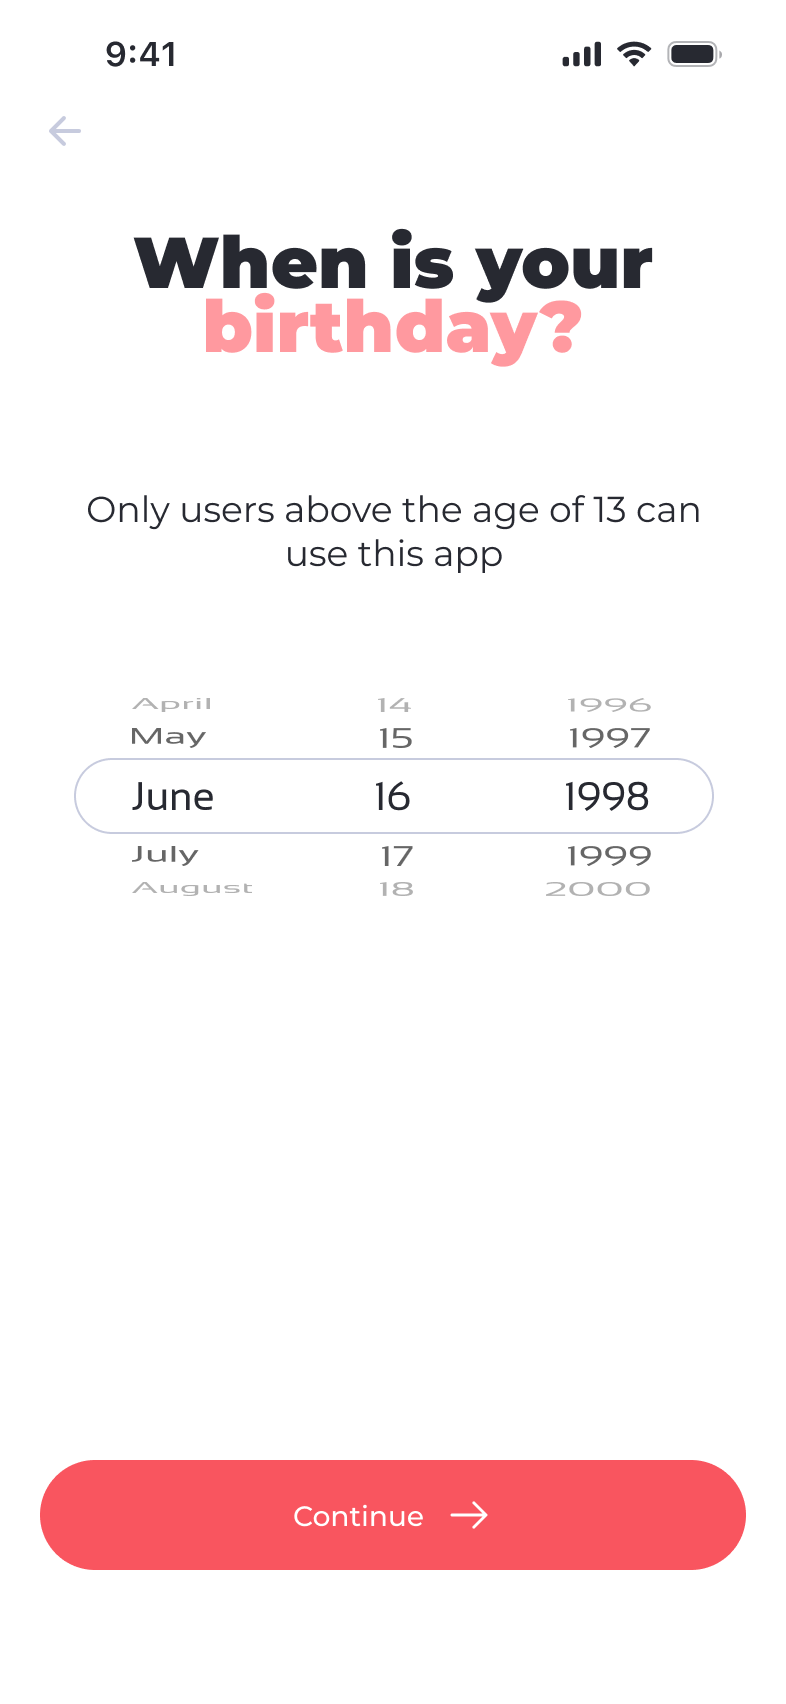 9:41
When is your
birthday?
Only users above the age of 13 can
use this app
April 14 1996
May 15 1997
June 16 1998
July 17 1999
August 18 2000
Continue